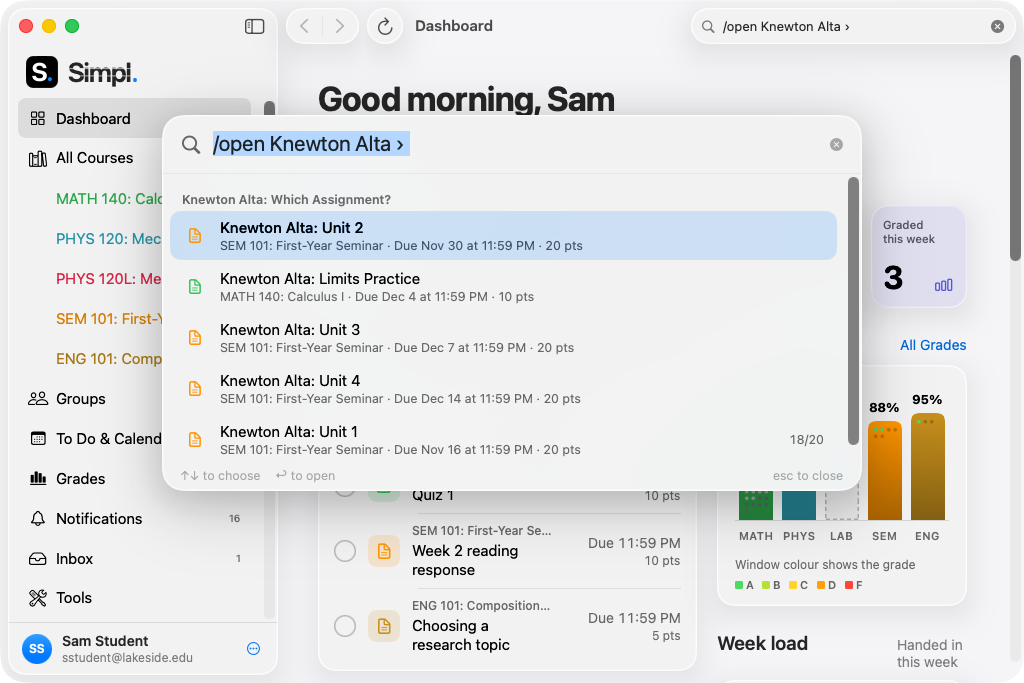 Dashboard
/open Knewton Alta ›
S.
Simpl.
Good morning, Sam
Dashboard
All Courses
MATH 140: Calc
PHYS 120: Mec
PHYS 120L: Me
SEM 101: First-Y
ENG 101: Comp
Groups
To Do & Calend
Grades
Notifications
16
Inbox
1
Tools
SS
Sam Student
sstudent@lakeside.edu
/open Knewton Alta ›
Knewton Alta: Which Assignment?
Knewton Alta: Unit 2
SEM 101: First-Year Seminar · Due Nov 30 at 11:59 PM · 20 pts
Knewton Alta: Limits Practice
MATH 140: Calculus I · Due Dec 4 at 11:59 PM · 10 pts
Knewton Alta: Unit 3
SEM 101: First-Year Seminar · Due Dec 7 at 11:59 PM · 20 pts
Knewton Alta: Unit 4
SEM 101: First-Year Seminar · Due Dec 14 at 11:59 PM · 20 pts
Knewton Alta: Unit 1
SEM 101: First-Year Seminar · Due Nov 16 at 11:59 PM · 20 pts
18/20
↑↓ to choose ↩ to open
esc to close
Graded
this week
3
All Grades
88%
95%
MATH PHYS LAB SEM ENG
Window colour shows the grade
A B C D F
Quiz 1
10 pts
SEM 101: First-Year Se...
Week 2 reading
response
Due 11:59 PM
10 pts
ENG 101: Composition...
Choosing a
research topic
Due 11:59 PM
5 pts
Week load
Handed in
this week